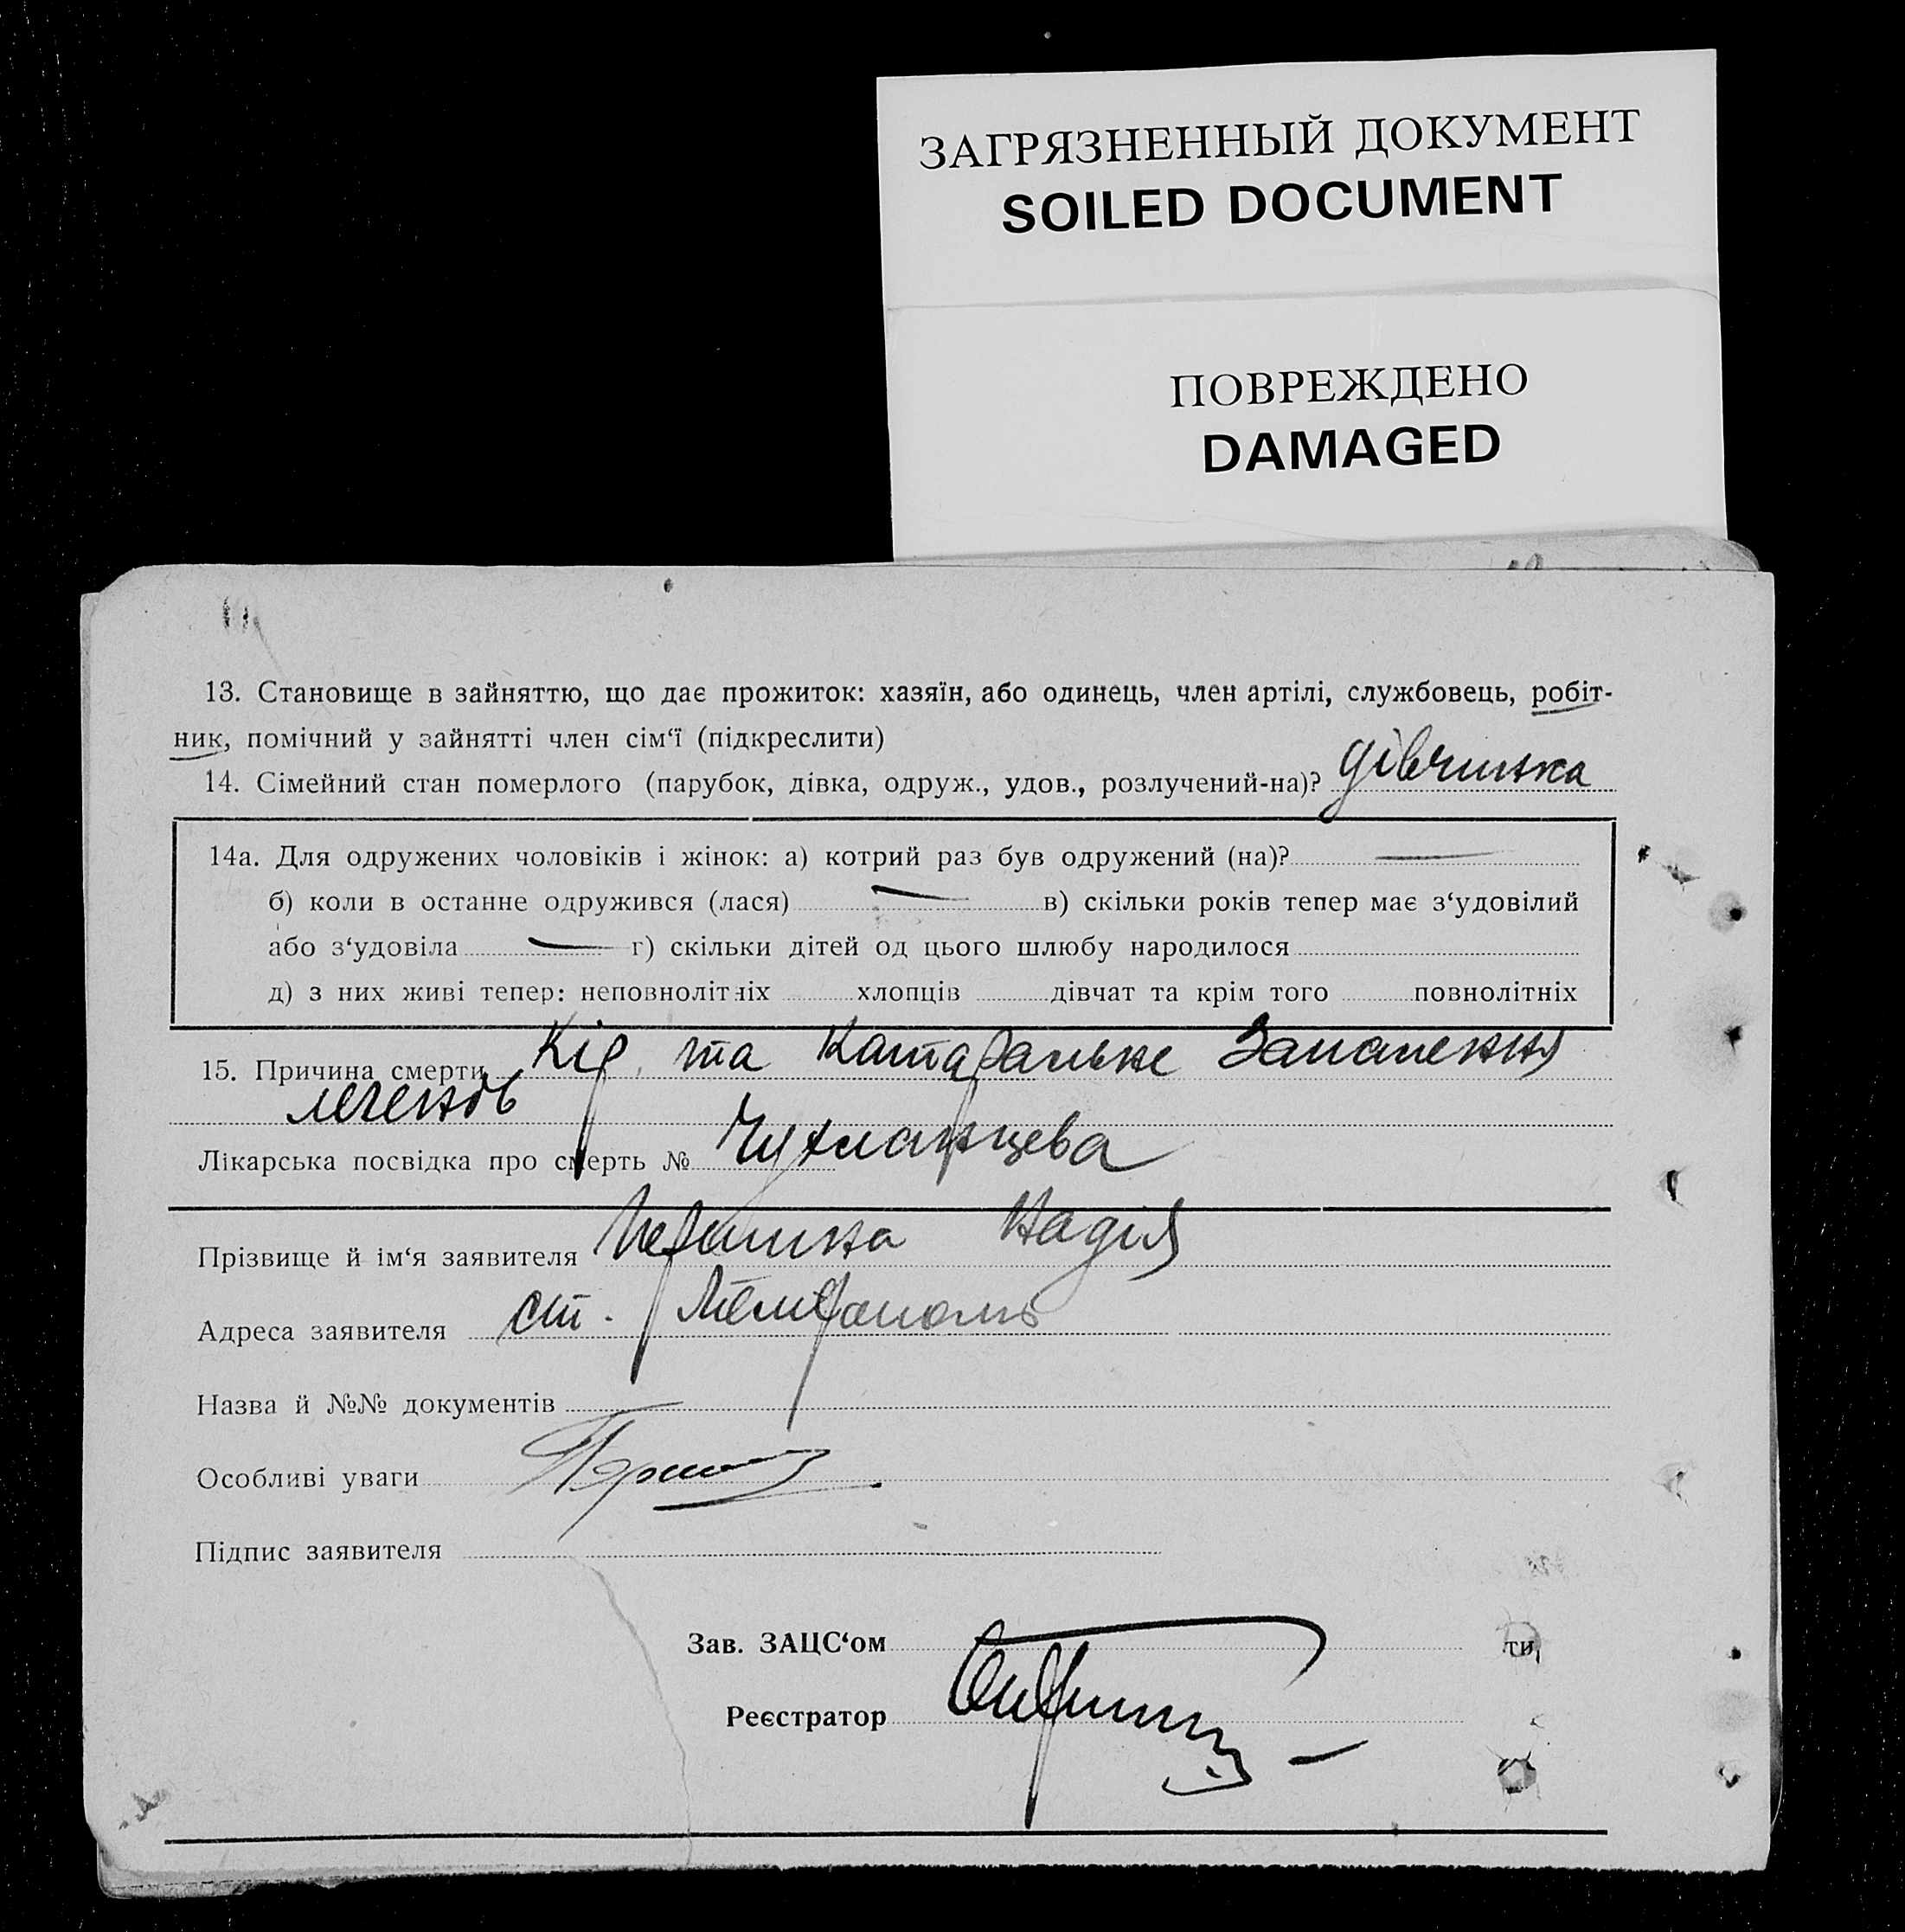 ЗАГРЯЗНЕННЫЙ ДОКУМЕНТ
SOILED DOCUMENT
ПОВРЕЖДЕНО
DAMAGED
13. Становище в зайняттю, що дає прожиток: хазяїн, або одинець, член артілі, службовець, робіт-
ник, помічний у зайнятті член сім‘ї (підкреслити)
14. Сімейний стан померлого (парубок, дівка, одруж., удов., розлучений-на)? дівчинка
14а. Для одружених чоловіків і жінок: а) котрий раз був одружений (на)? —
б) коли в останне одружився (лася) — в) скільки років тепер має з‘удовілий
або з‘удовіла — г) скільки дітей од цього шлюбу народилося
д) з них живі тепер: неповнолітніх хлопців дівчат та крім того повнолітніх
15. Причина смерти Кір, та Катаральне Запалення
легенів
Лікарська посвідка про смерть №
Прізвище й ім‘я заявителя Надія
Адреса заявителя ст.
Назва й №№ документів
Особливі уваги
Підпис заявителя
Зав. ЗАЦС‘ом
ти
Реєстратор